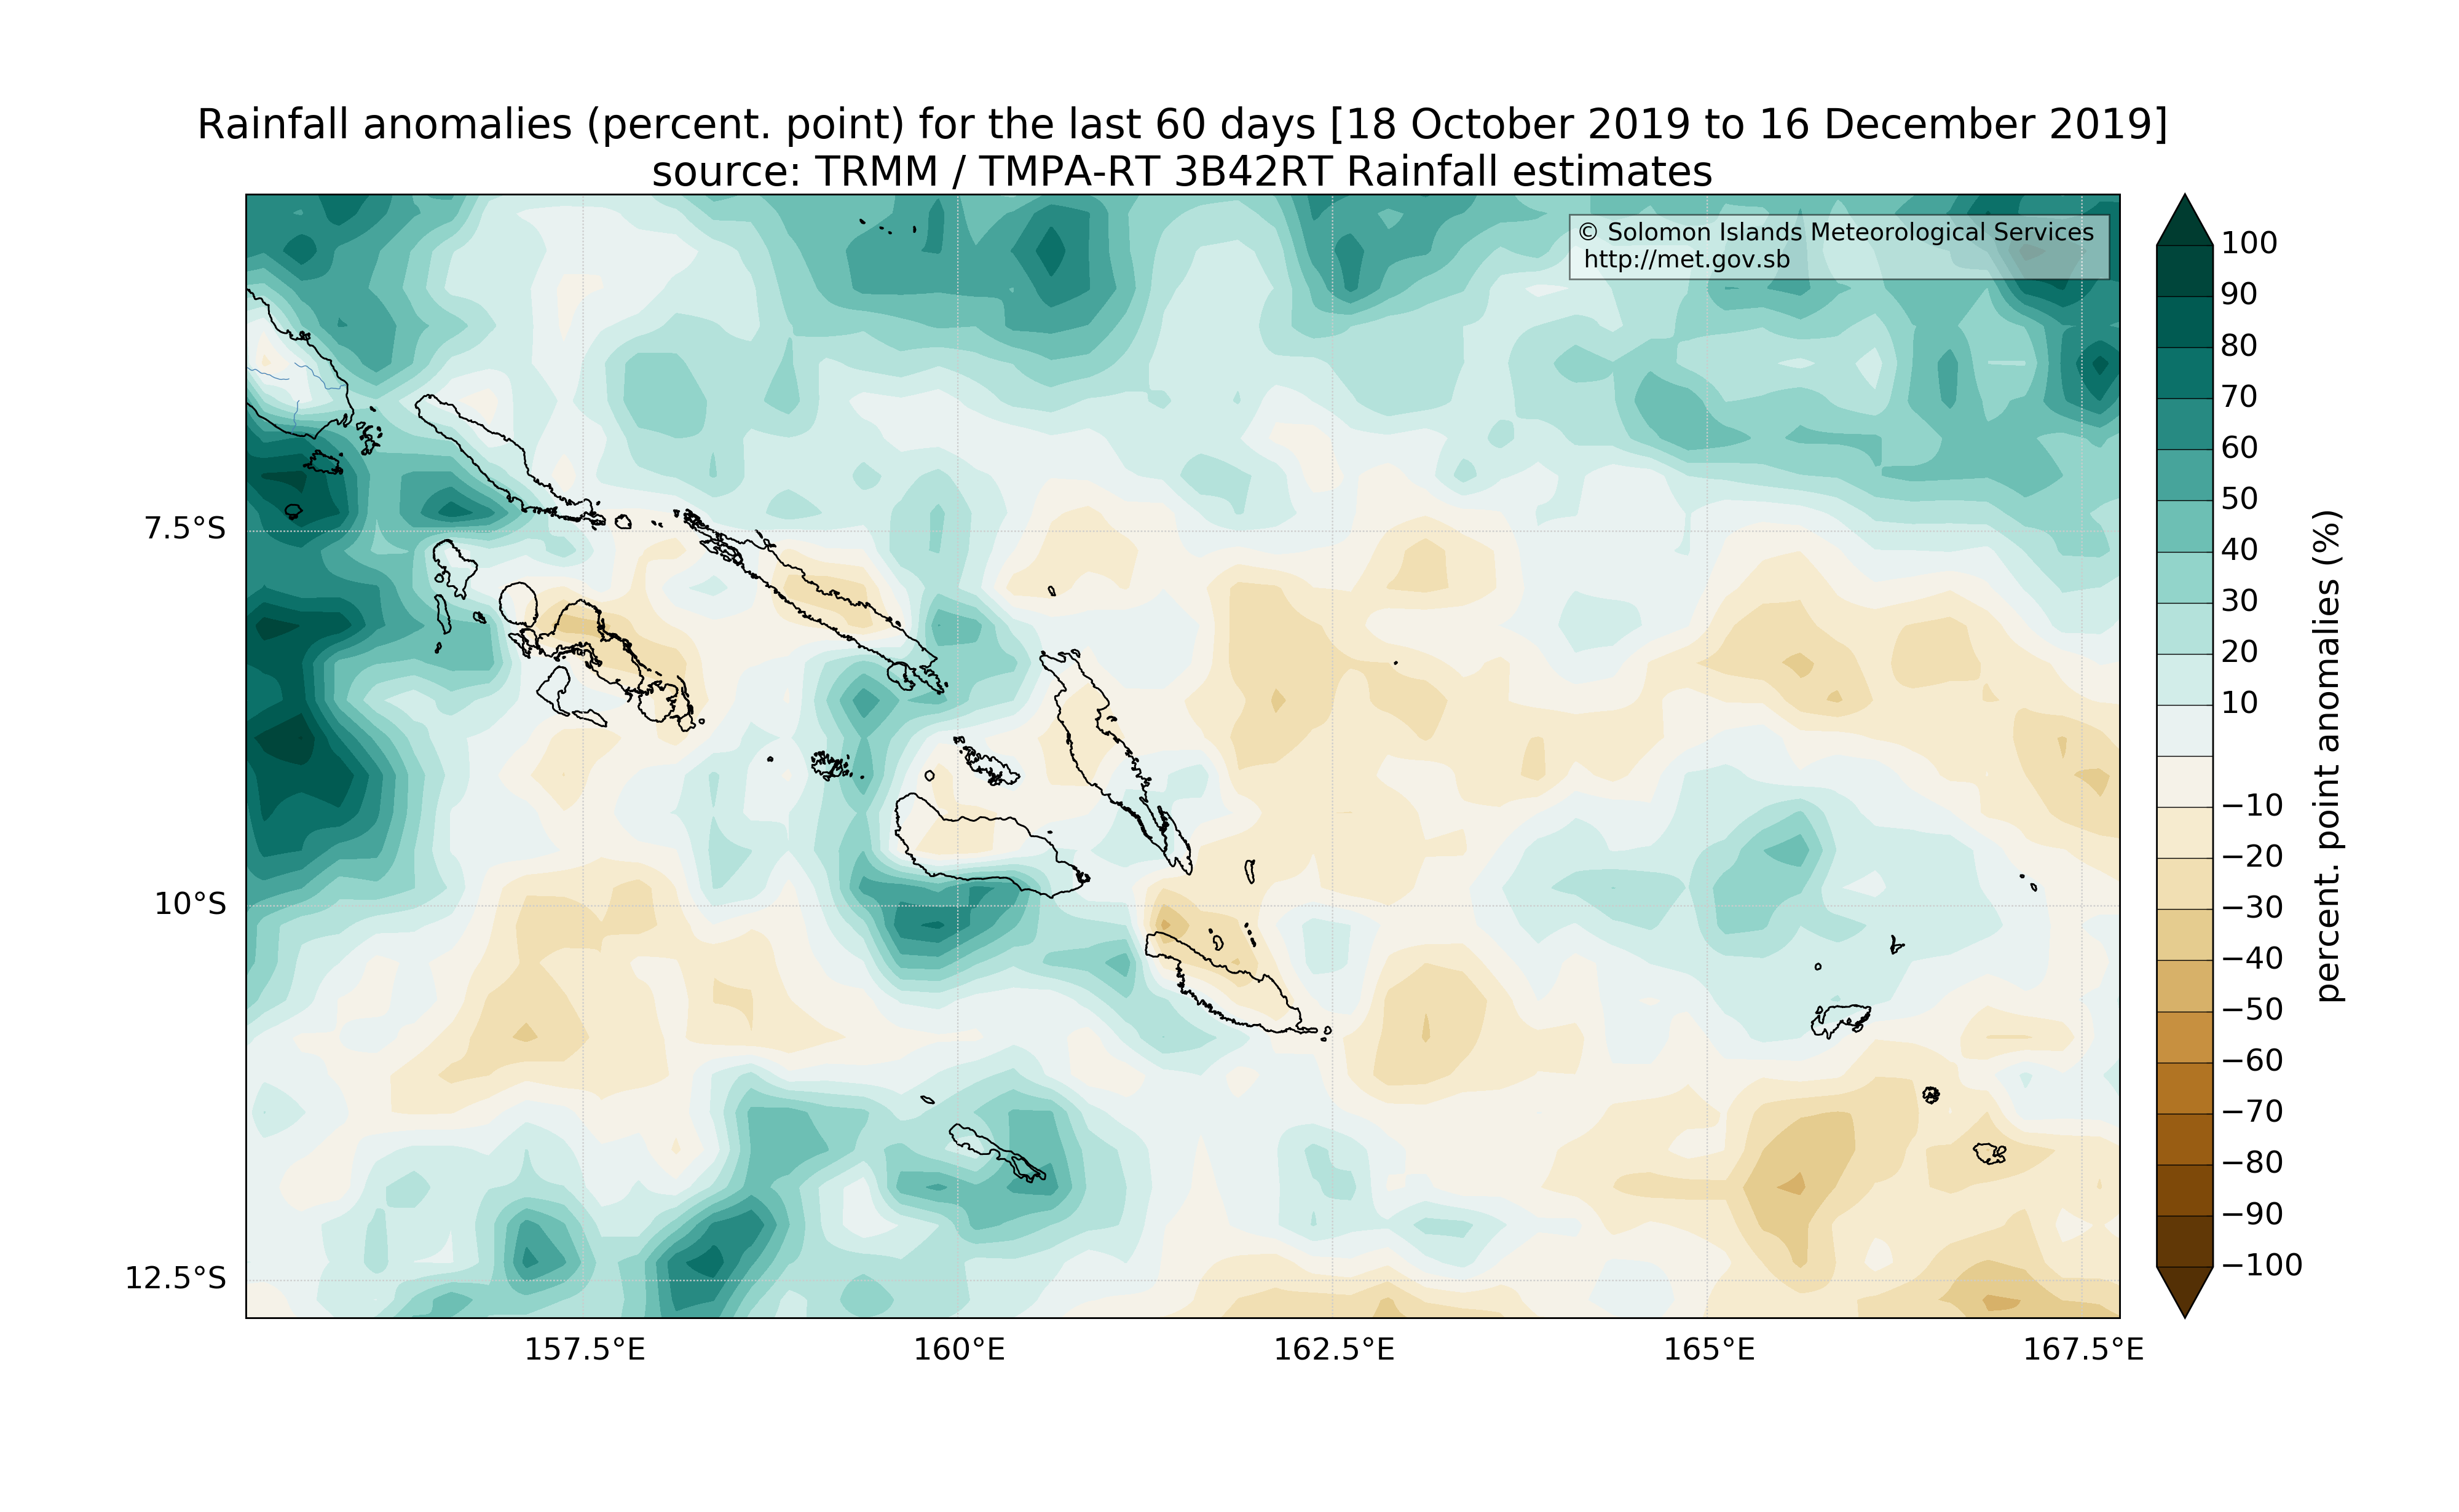 Rainfall anomalies (percent. point) for the last 60 days [18 October 2019 to 16 December 2019]
source: TRMM / TMPA-RT 3B42RT Rainfall estimates
© Solomon Islands Meteorological Services
http://met.gov.sb
7.5°S
10°S
12.5°S
157.5°E
160°E
162.5°E
165°E
167.5°E
100
90
80
70
60
50
40
30
20
10
−10
−20
−30
−40
−50
−60
−70
−80
−90
−100
percent. point anomalies (%)